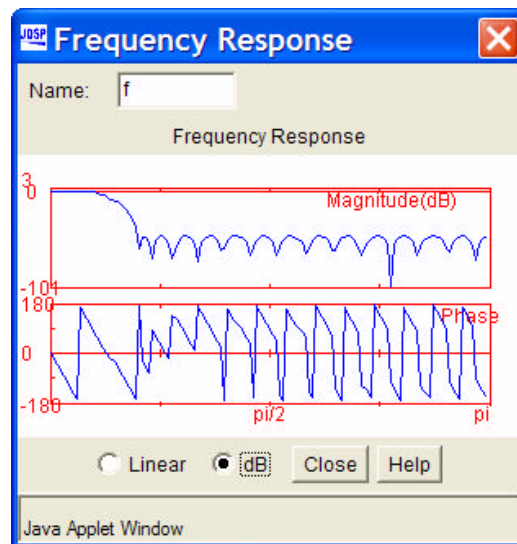 JDSP Frequency Response
Name: f
Frequency Response
3
0
Magnitude(dB)
-101
180
Phase
0
-180
pi/2
pi
Linear dB Close Help
Java Applet Window